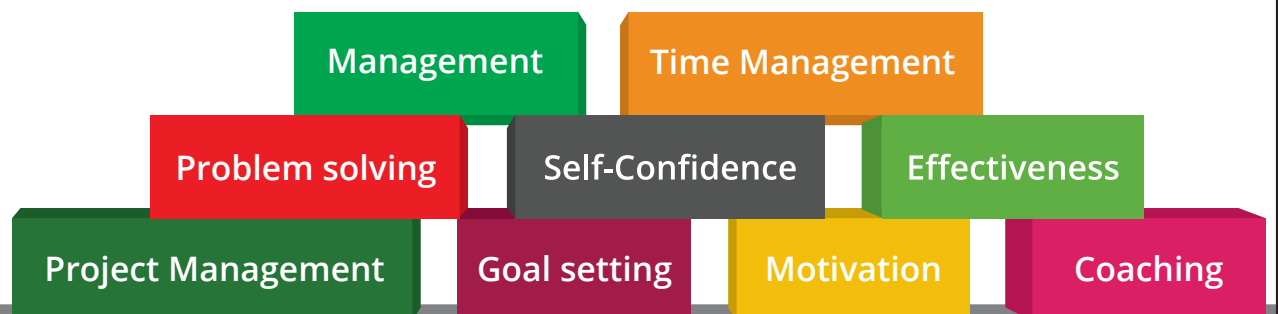 Management
Time Management
Problem solving
Self-Confidence
Effectiveness
Project Management
Goal setting
Motivation
Coaching